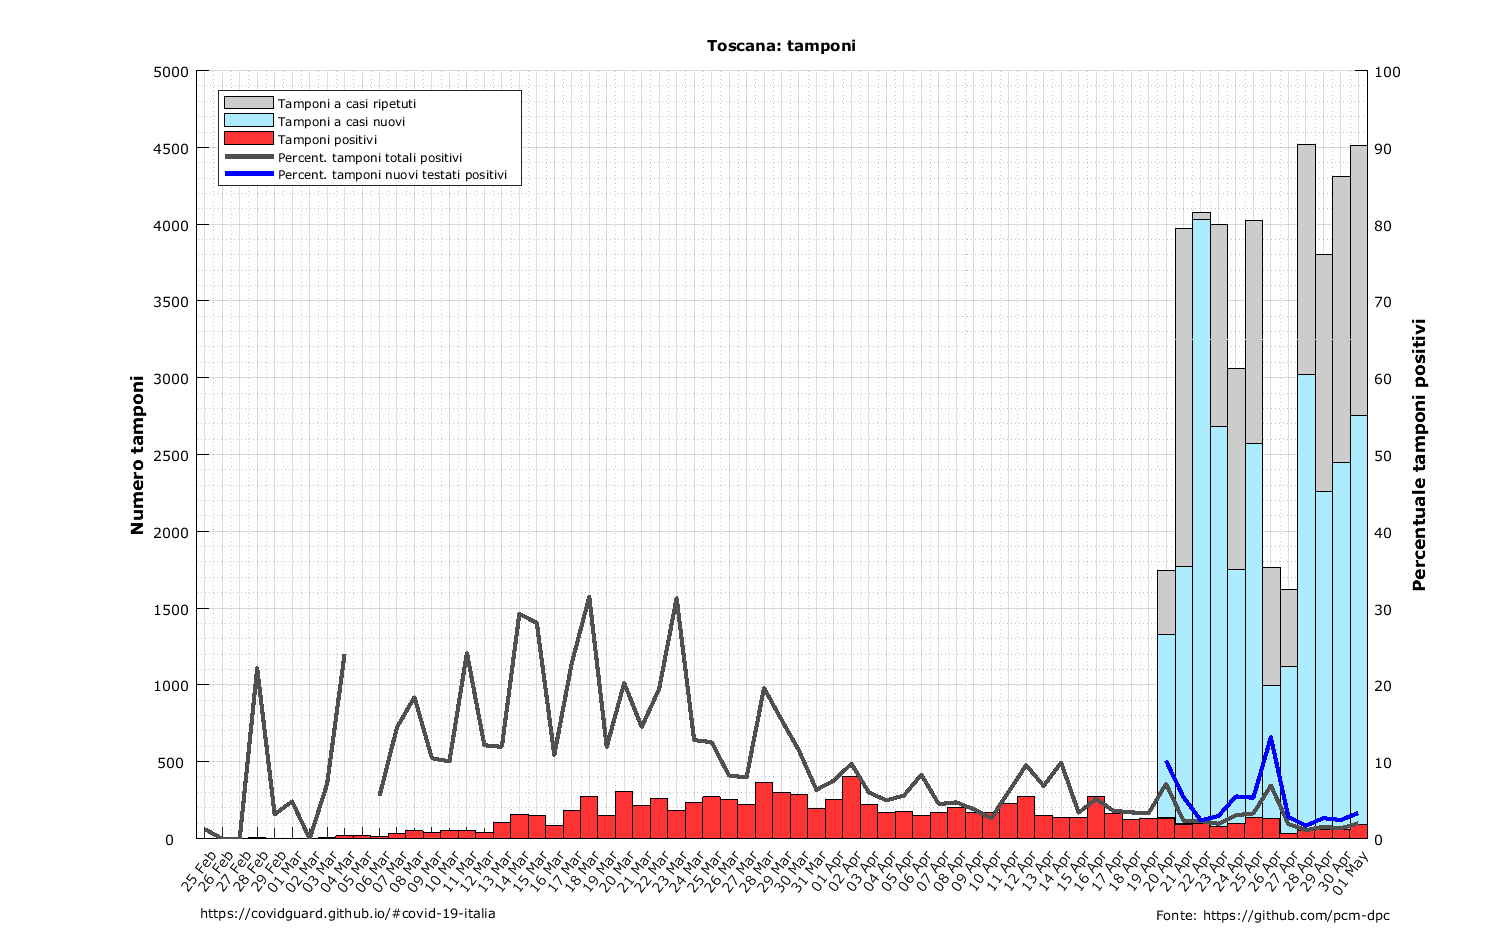 Toscana: tamponi
5000
4500
4000
3500
3000
2500
2000
1500
1000
500
0
Numero tamponi
Tamponi a casi ripetuti
Tamponi a casi nuovi
Tamponi positivi
Percent. tamponi totali positivi
Percent. tamponi nuovi testati positivi
100
90
80
70
60
50
40
30
20
10
0
Percentuale tamponi positivi
25 Feb
26 Feb
27 Feb
28 Feb
29 Feb
01 Mar
02 Mar
03 Mar
04 Mar
05 Mar
06 Mar
07 Mar
08 Mar
09 Mar
10 Mar
11 Mar
12 Mar
13 Mar
14 Mar
15 Mar
16 Mar
17 Mar
18 Mar
19 Mar
20 Mar
21 Mar
22 Mar
23 Mar
24 Mar
25 Mar
26 Mar
27 Mar
28 Mar
29 Mar
30 Mar
31 Mar
01 Apr
02 Apr
03 Apr
04 Apr
05 Apr
06 Apr
07 Apr
08 Apr
09 Apr
10 Apr
11 Apr
12 Apr
13 Apr
14 Apr
15 Apr
16 Apr
17 Apr
18 Apr
19 Apr
20 Apr
21 Apr
22 Apr
23 Apr
24 Apr
25 Apr
26 Apr
27 Apr
28 Apr
29 Apr
30 Apr
01 May
https://covidguard.github.io/#covid-19-italia
Fonte: https://github.com/pcm-dpc